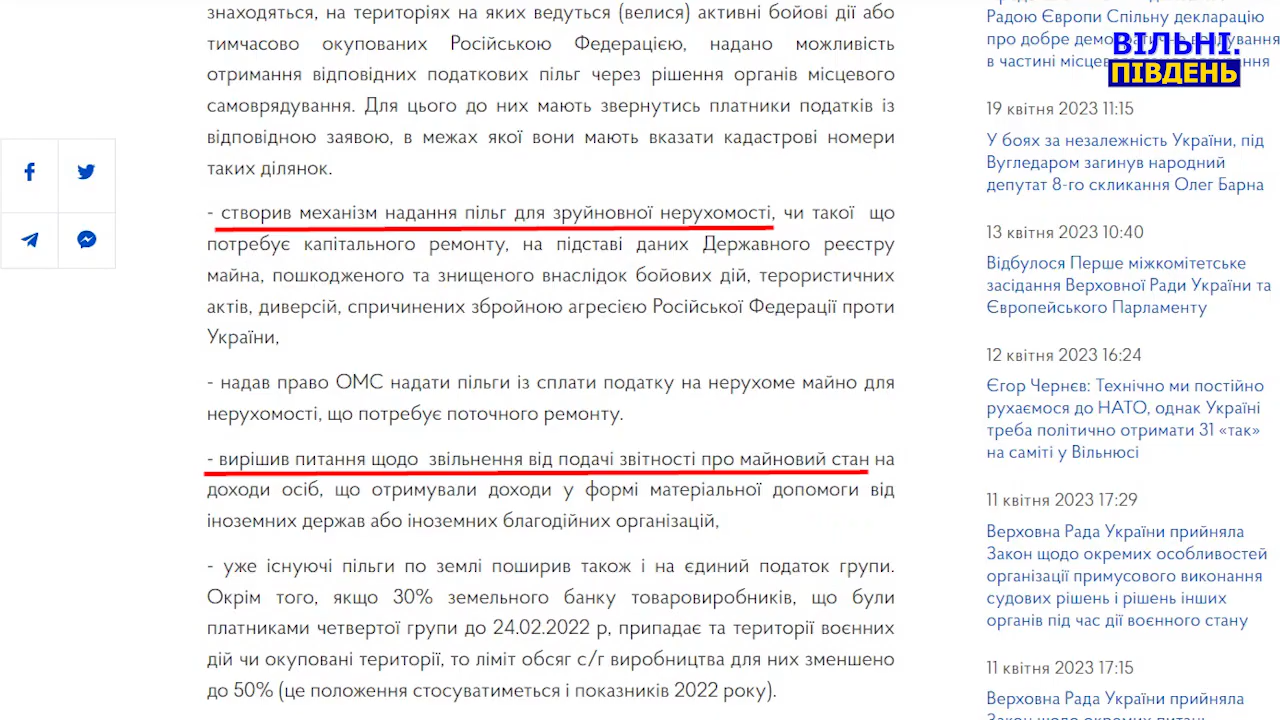 знаходяться, на територіях на яких ведуться (велися) активні бойові дії або
тимчасово окупованих Російською Федерацією, надано можливість
отримання відповідних податкових пільг через рішення органів місцевого
самоврядування. Для цього до них мають звернутись платники податків із
відповідною заявою, в межах якої вони мають вказати кадастрові номери
таких ділянок.
- створив механізм надання пільг для зруйновної нерухомості, чи такої що
потребує капітального ремонту, на підставі даних Державного реєстру
майна, пошкодженого та знищеного внаслідок бойових дій, терористичних
актів, диверсій, спричинених збройною агресією Російської Федерації проти
України,
- надав право ОМС надати пільги із сплати податку на нерухоме майно для
нерухомості, що потребує поточного ремонту.
- вирішив питання щодо звільнення від подачі звітності про майновий стан на
доходи осіб, що отримували доходи у формі матеріальної допомоги від
іноземних держав або іноземних благодійних організацій,
- уже існуючі пільги по землі поширив також і на єдиний податок групи.
Окрім того, якщо 30% земельного банку товаровиробників, що були
платниками четвертої групи до 24.02.2022 р, припадає та території воєнних
дій чи окуповані території, то ліміт обсяг с/г виробництва для них зменшено
до 50% (це положення стосуватиметься і показників 2022 року).
Радою Європи Спільну декларацію
про добре врядування
в частині
ВІЛЬНІ.
ПІВДЕНЬ
19 квітня 2023 11:15
У боях за незалежність України, під
Вугледаром загинув народний
депутат 8-го скликання Олег Барна
13 квітня 2023 10:40
Відбулося Перше міжкомітетське
засідання Верховної Ради України та
Європейського Парламенту
12 квітня 2023 16:24
Єгор Чернєв: Технічно ми постійно
рухаємося до НАТО, однак Україні
треба політично отримати 31 «так»
на саміті у Вільнюсі
11 квітня 2023 17:29
Верховна Рада України прийняла
Закон щодо окремих особливостей
організації примусового виконання
судових рішень і рішень інших
органів під час дії воєнного стану
11 квітня 2023 17:15
Верховна Рада України прийняла